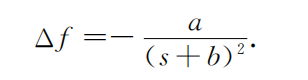 Δf = − a / (s + b)².